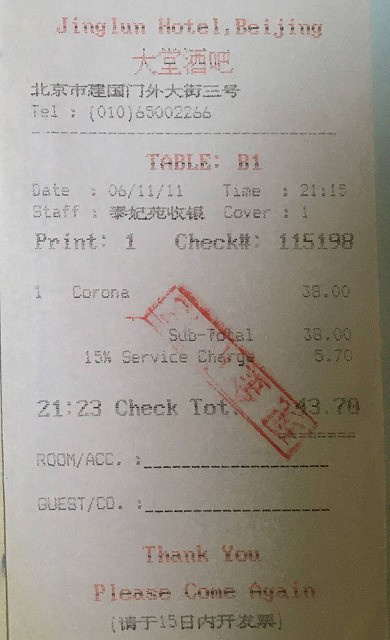 Jinglun Hotel,Beijing
大堂酒吧
北京市建国门外大街三号
Tel : (010)65002266
TABLE: B1
Date : 06/11/11 Time : 21:15
Staff : 泰妃苑收银 Cover : 1
Print: 1 Check#: 115198
1 Corona 38.00
Sub-Total 38.00
15% Service Charge 5.70
21:23 Check Tot. 43.70
ROOM/ACC. :
GUEST/CO. :
Thank You
Please Come Again
(请于15日内开发票)